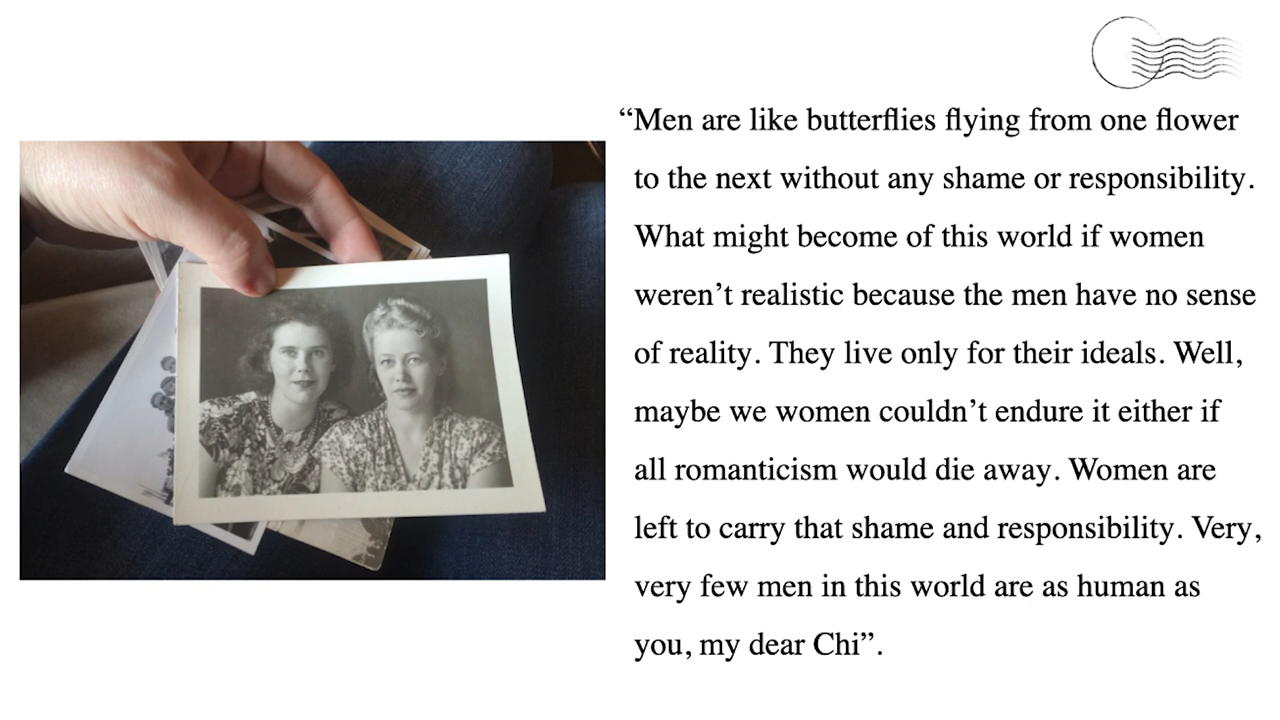 “Men are like butterflies flying from one flower
to the next without any shame or responsibility.
What might become of this world if women
weren’t realistic because the men have no sense
of reality. They live only for their ideals. Well,
maybe we women couldn’t endure it either if
all romanticism would die away. Women are
left to carry that shame and responsibility. Very,
very few men in this world are as human as
you, my dear Chi”.